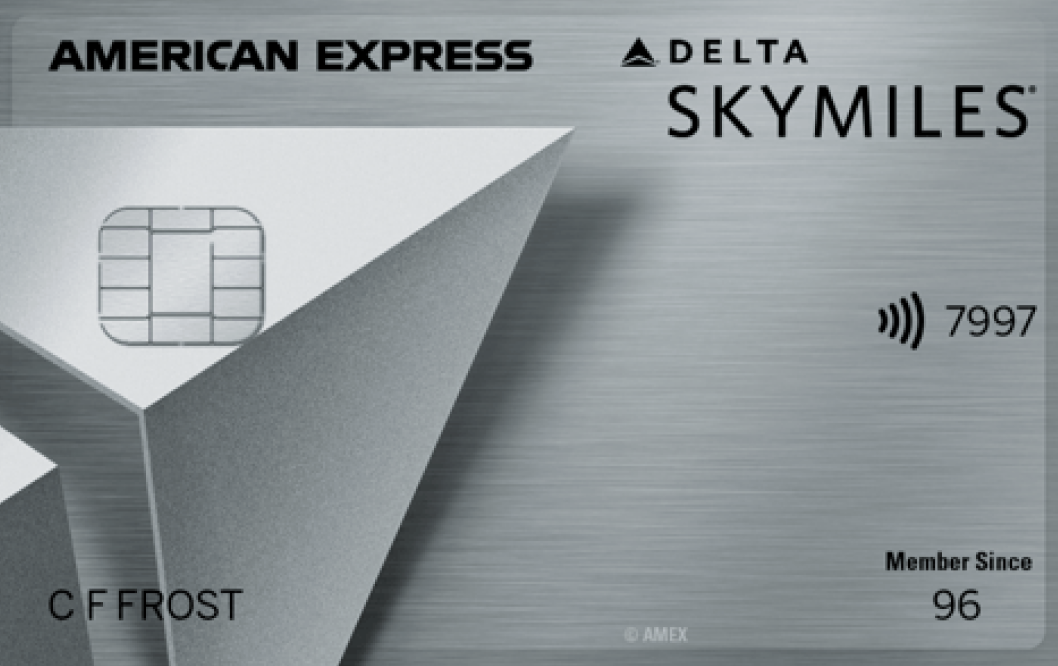 AMERICAN EXPRESS
DELTA
SKYMILES®
7997
Member Since
96
C F FROST
© AMEX